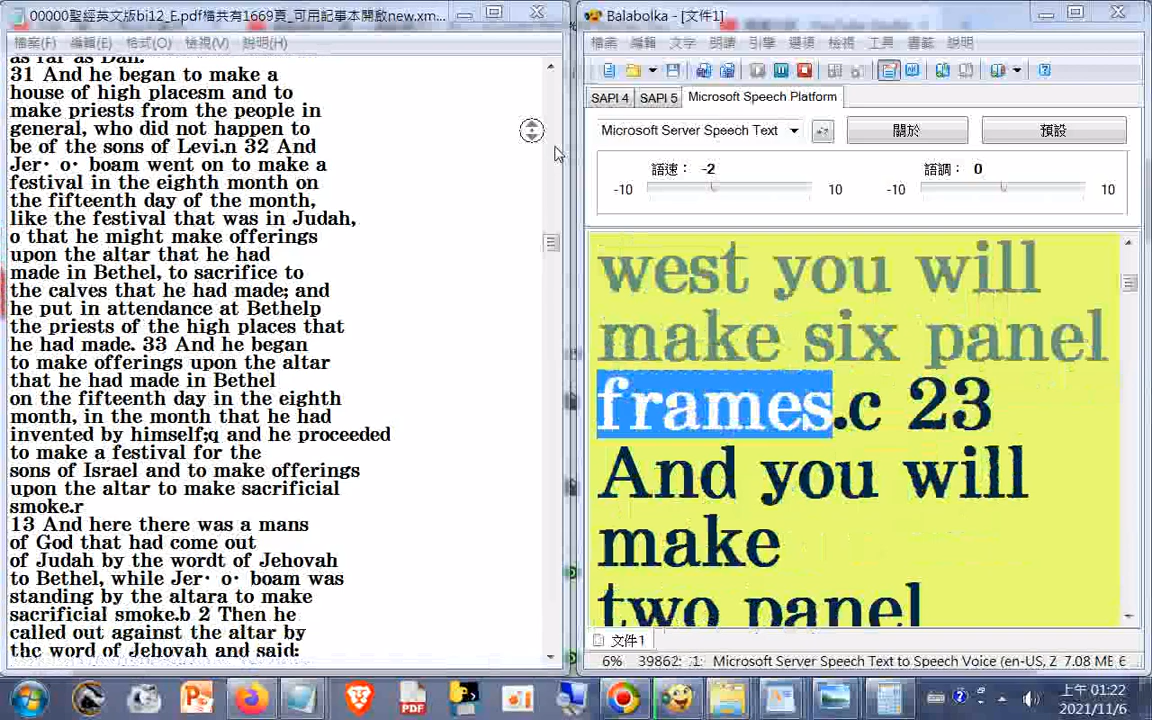 00000聖經英文版bi12_E.pdf檔共有1669頁_可用記事本開啟new.xm...
檔案(F) 編輯(E) 格式(O) 檢視(V) 說明(H)
as far as Dan.
31 And he began to make a
house of high placesm and to
make priests from the people in
general, who did not happen to
be of the sons of Levi.n 32 And
Jer· o· boam went on to make a
festival in the eighth month on
the fifteenth day of the month,
like the festival that was in Judah,
o that he might make offerings
upon the altar that he had
made in Bethel, to sacrifice to
the calves that he had made; and
he put in attendance at Bethelp
the priests of the high places that
he had made. 33 And he began
to make offerings upon the altar
that he had made in Bethel
on the fifteenth day in the eighth
month, in the month that he had
invented by himself;q and he proceeded
to make a festival for the
sons of Israel and to make offerings
upon the altar to make sacrificial
smoke.r
13 And here there was a mans
of God that had come out
of Judah by the wordt of Jehovah
to Bethel, while Jer· o· boam was
standing by the altara to make
sacrificial smoke.b 2 Then he
called out against the altar by
the word of Jehovah and said:
Balabolka - [文件1]
檔案 編輯 文字 朗讀 引擎 選項 檢視 工具 書籤 說明
SAPI 4 SAPI 5 Microsoft Speech Platform
Microsoft Server Speech Text 關於 預設
語速： -2 語調： 0
-10 10 -10 10
west you will
make six panel
frames.c 23
And you will
make
two panel
文件1
6% 39862: 1: Microsoft Server Speech Text to Speech Voice (en-US, Z 7.08 MB 6
PDF
上午 01:22
2021/11/6